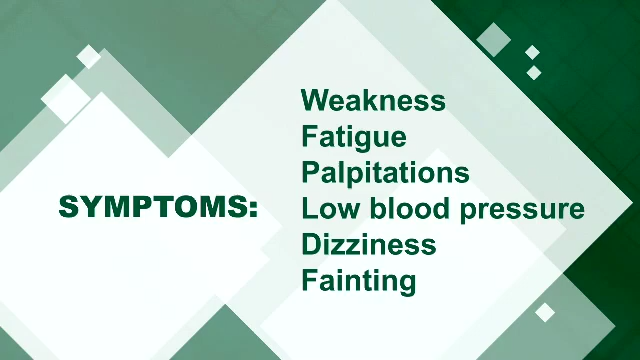 SYMPTOMS:
Weakness
Fatigue
Palpitations
Low blood pressure
Dizziness
Fainting